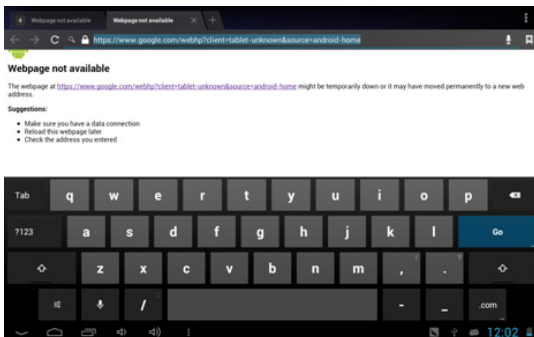 Webpage not available
Webpage not available
https://www.google.com/webhp?client=tablet-unknown&source=android-home
Webpage not available
The webpage at https://www.google.com/webhp?client=tablet-unknown&source=android-home might be temporarily down or it may have moved permanently to a new web
address.
Suggestions:
Make sure you have a data connection
Reload this webpage later
Check the address you entered
Tab q w e r t y u i o p
?123 a s d f g h j k l Go
z x c v b n m , ! . ?
/ - _ .com
12:02